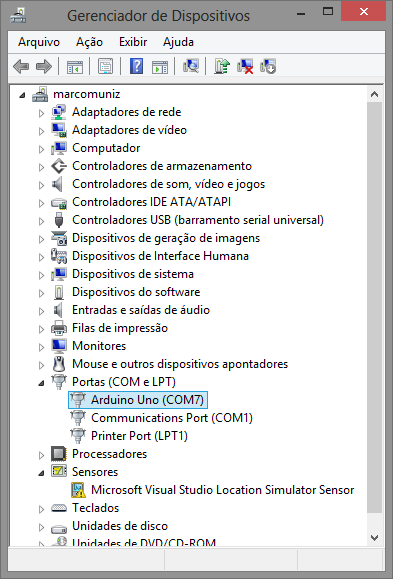 Gerenciador de Dispositivos
Arquivo Ação Exibir Ajuda
marcomuniz
Adaptadores de rede
Adaptadores de vídeo
Computador
Controladores de armazenamento
Controladores de som, vídeo e jogos
Controladores IDE ATA/ATAPI
Controladores USB (barramento serial universal)
Dispositivos de geração de imagens
Dispositivos de Interface Humana
Dispositivos de sistema
Dispositivos do software
Entradas e saídas de áudio
Filas de impressão
Monitores
Mouse e outros dispositivos apontadores
Portas (COM e LPT)
Arduino Uno (COM7)
Communications Port (COM1)
Printer Port (LPT1)
Processadores
Sensores
Microsoft Visual Studio Location Simulator Sensor
Teclados
Unidades de disco
Unidades de DVD/CD-ROM